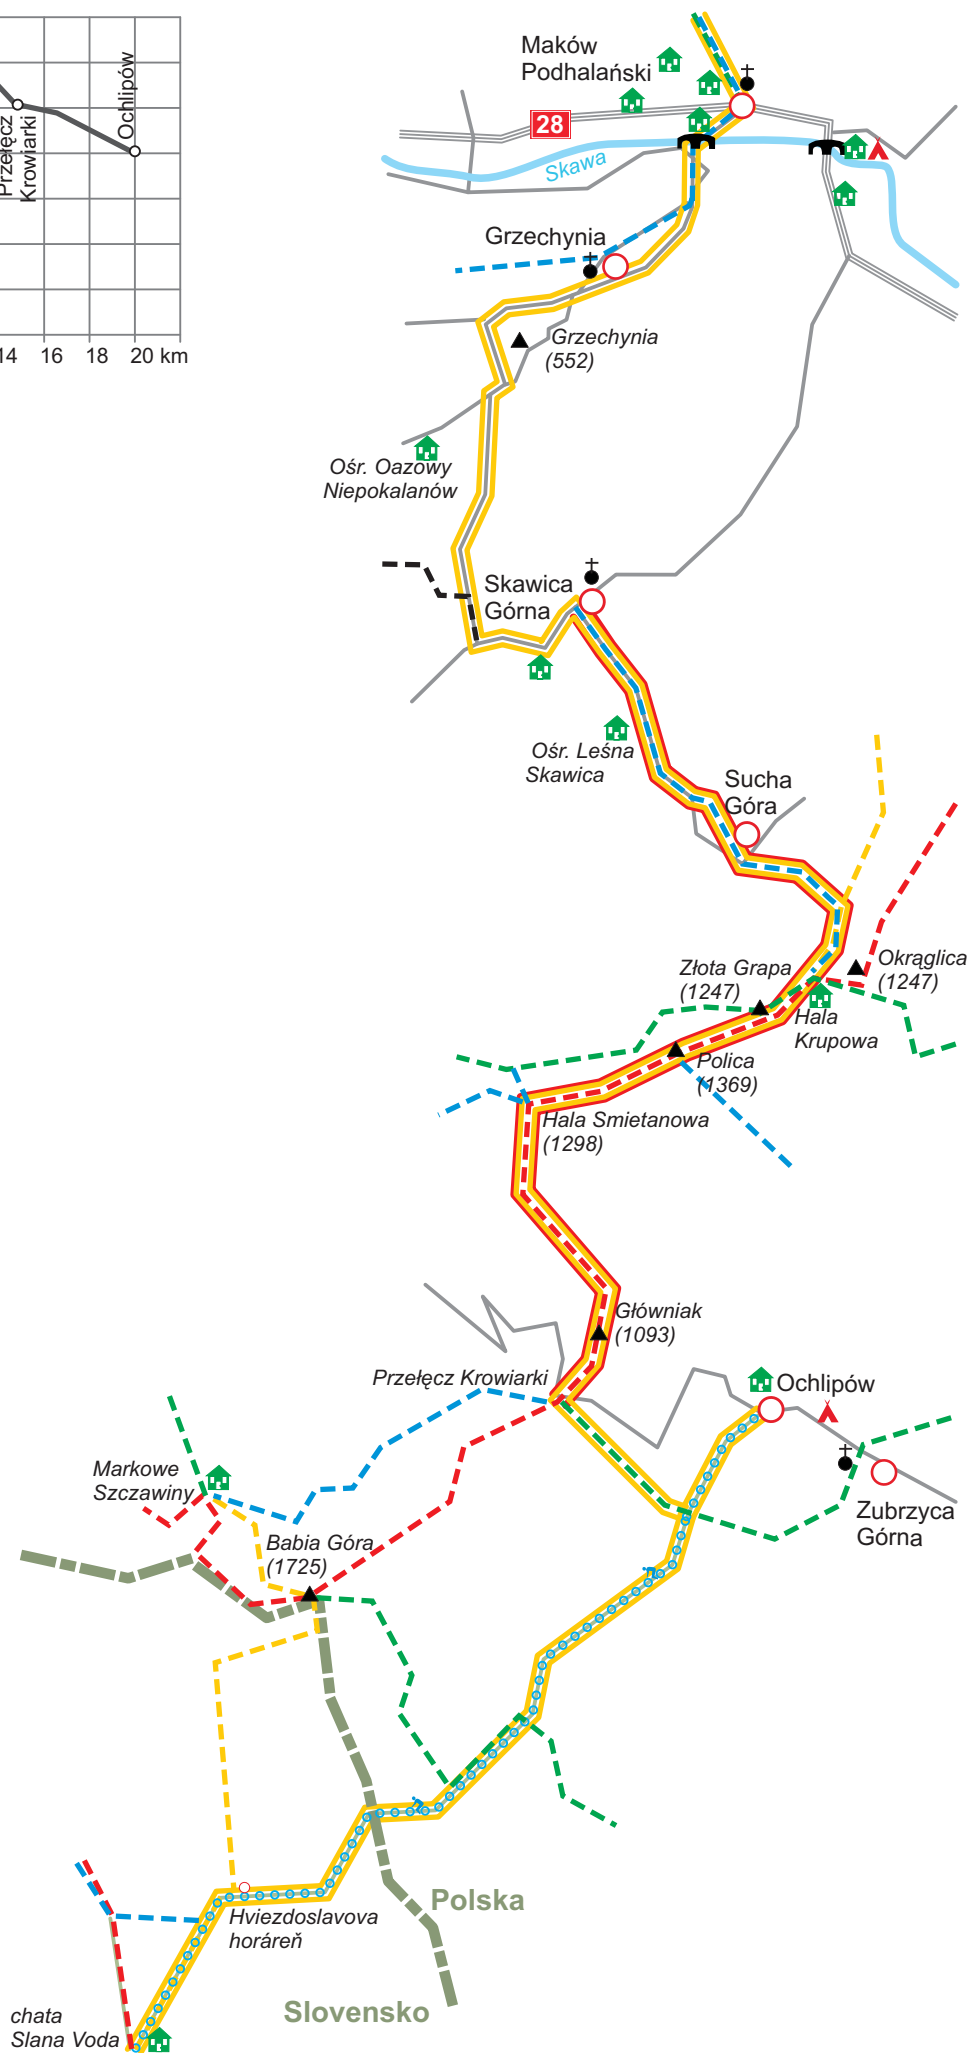 Ochlipów
Przełęcz
Krowiarki
14 16 18 20 km
Maków
Podhalański
28
Skawa
Grzechynia
Grzechynia
(552)
Ośr. Oazowy
Niepokalanów
Skawica
Górna
Ośr. Leśna
Skawica
Sucha
Góra
Okrąglica
(1247)
Złota Grapa
(1247)
Hala
Krupowa
Polica
(1369)
Hala Smietanowa
(1298)
Główniak
(1093)
Przełęcz Krowiarki
Ochlipów
Markowe
Szczawiny
Zubrzyca
Górna
Babia Góra
(1725)
Polska
Hviezdoslavova
horáreň
Slovensko
chata
Slana Voda